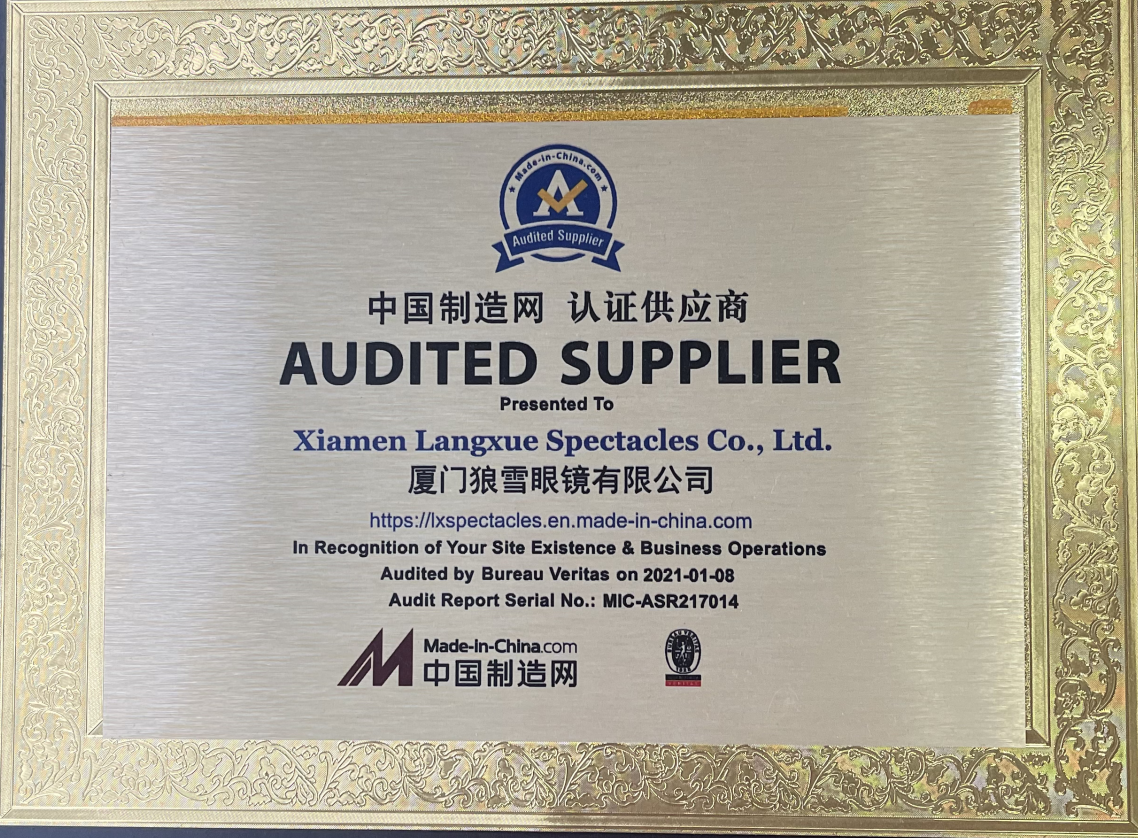 Made-in-China.com
Audited Supplier
中国制造网 认证供应商
AUDITED SUPPLIER
Presented To
Xiamen Langxue Spectacles Co., Ltd.
厦门狼雪眼镜有限公司
https://lxspectacles.en.made-in-china.com
In Recognition of Your Site Existence & Business Operations
Audited by Bureau Veritas on 2021-01-08
Audit Report Serial No.: MIC-ASR217014
Made-in-China.com
中国制造网
BUREAU VERITAS
1828